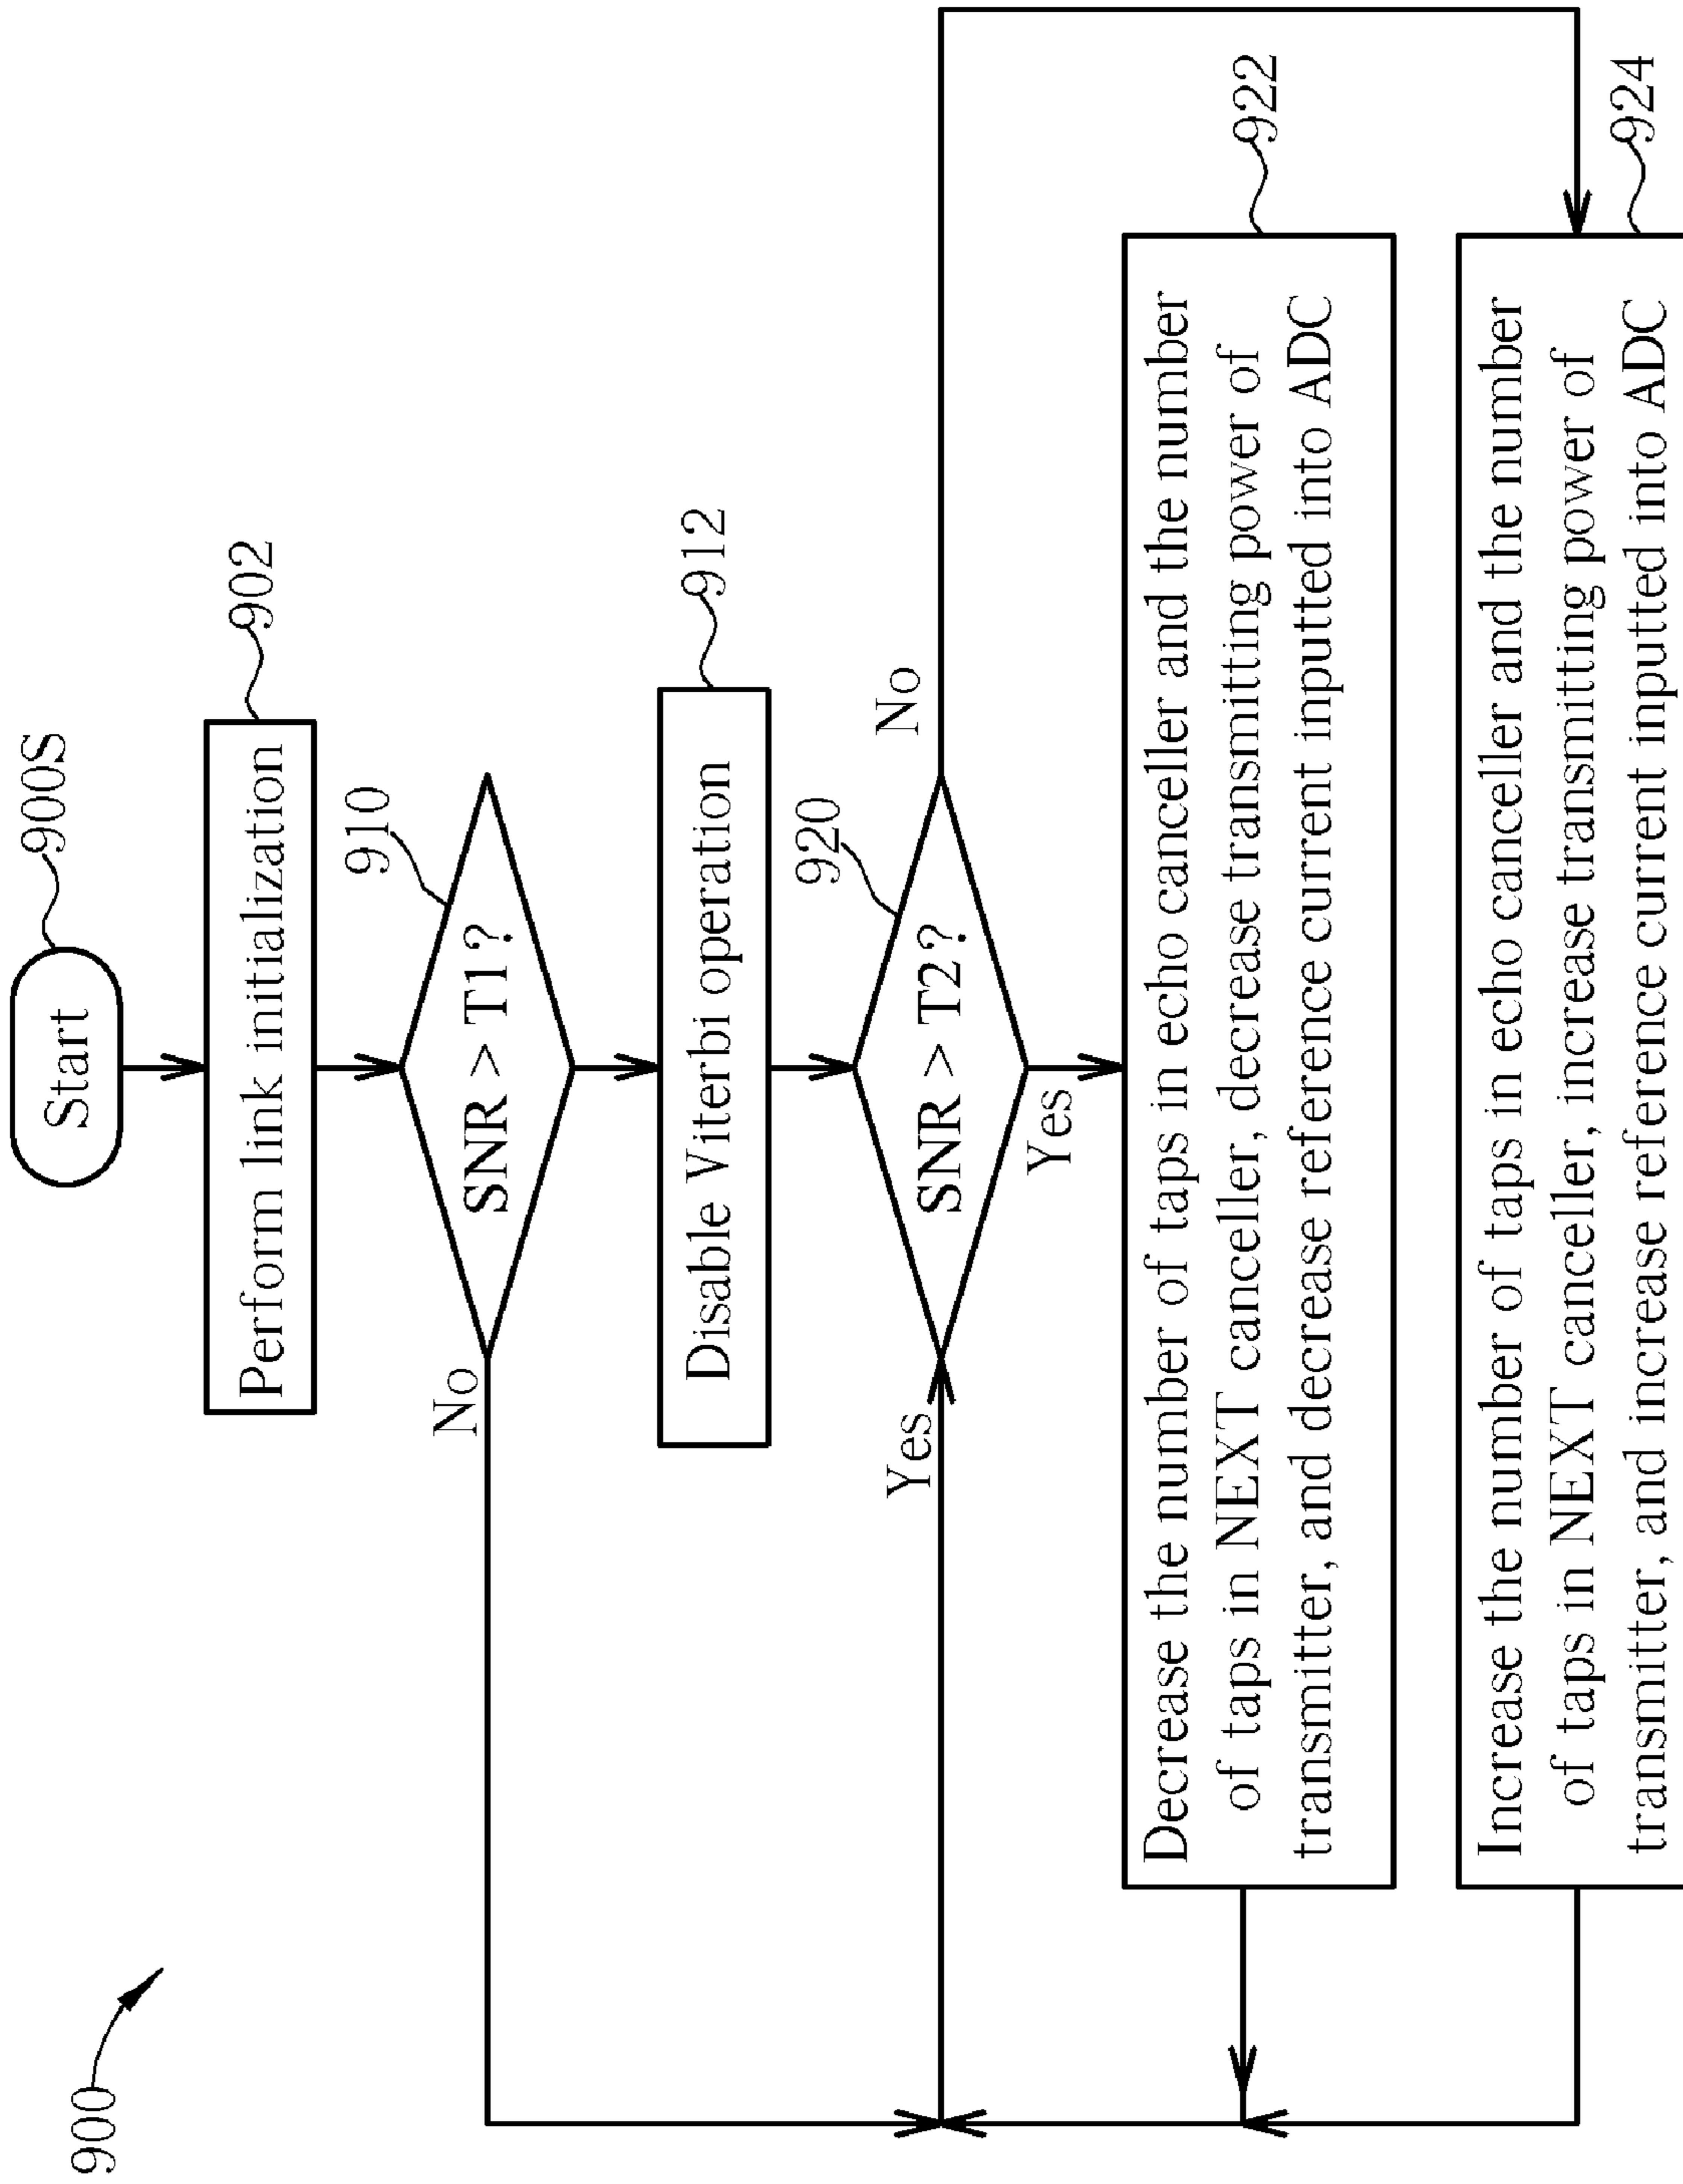 900
Start
900S
Perform link initialization
902
910
SNR > T1?
No
Disable Viterbi operation
912
920
SNR > T2?
Yes
No
Yes
Decrease the number of taps in echo canceller and the number
of taps in NEXT canceller, decrease transmitting power of
transmitter, and decrease reference current inputted into ADC
922
Increase the number of taps in echo canceller and the number
of taps in NEXT canceller, increase transmitting power of
transmitter, and increase reference current inputted into ADC
924